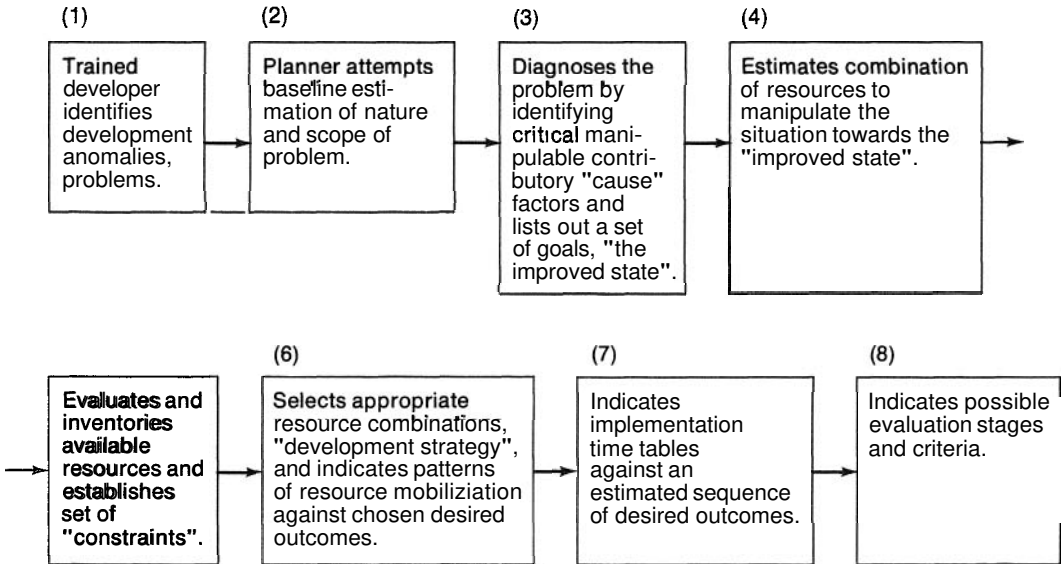 (1)
Trained
developer
identifies
development
anomalies,
problems.
(2)
Planner attempts
baseline esti-
mation of nature
and scope of
problem.
(3)
Diagnoses the
problem by
identifying
critical mani-
pulable contri-
butory "cause"
factors and
lists out a set
of goals, "the
improved state".
(4)
Estimates combination
of resources to
manipulate the
situation towards the
"improved state".
Evaluates and
inventories
available
resources and
establishes
set of
"constraints".
(6)
Selects appropriate
resource combinations,
"development strategy",
and indicates patterns
of resource mobiliziation
against chosen desired
outcomes.
(7)
Indicates
implementation
time tables
against an
estimated sequence
of desired outcomes.
(8)
Indicates possible
evaluation stages
and criteria.